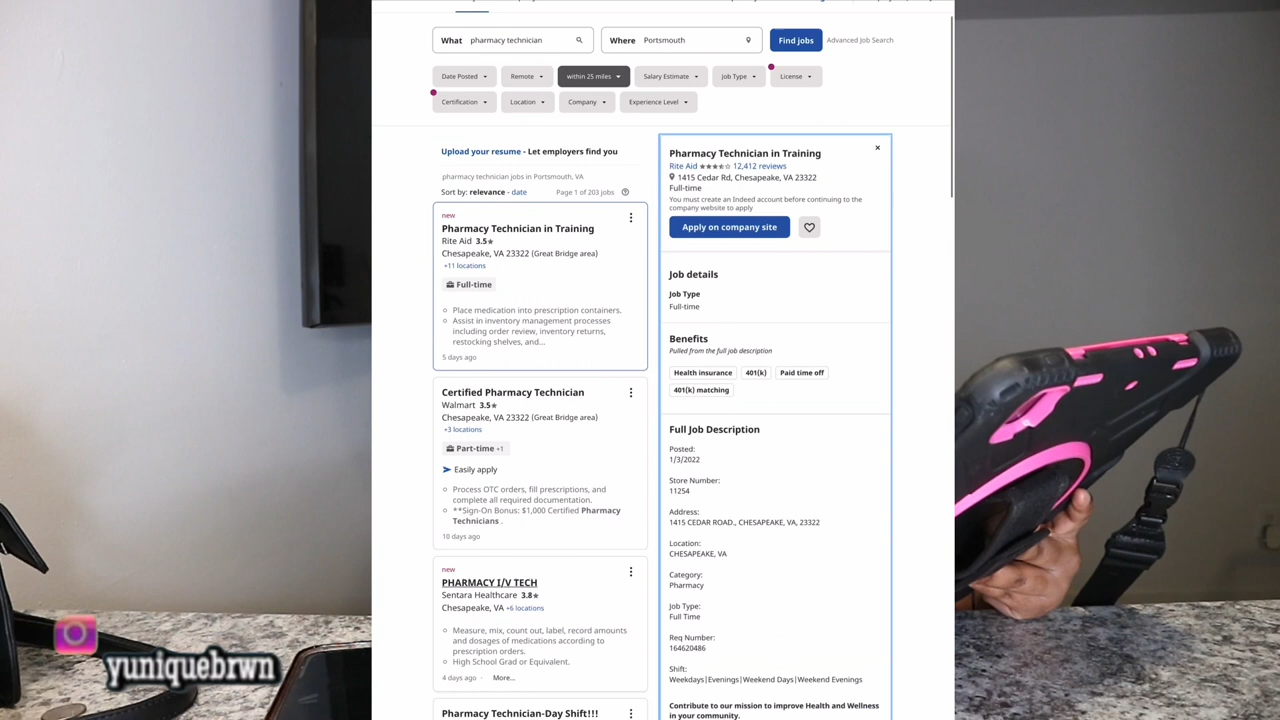 What pharmacy technician
Where Portsmouth
Find jobs
Advanced Job Search
Date Posted
Remote
within 25 miles
Salary Estimate
Job Type
License
Certification
Location
Company
Experience Level
Upload your resume - Let employers find you
pharmacy technician jobs in Portsmouth, VA
Sort by: relevance - date
Page 1 of 203 jobs
new
Pharmacy Technician in Training
Rite Aid 3.5★
Chesapeake, VA 23322 (Great Bridge area)
+11 locations
Full-time
Place medication into prescription containers.
Assist in inventory management processes
including order review, inventory returns,
restocking shelves, and...
5 days ago
Certified Pharmacy Technician
Walmart 3.5★
Chesapeake, VA 23322 (Great Bridge area)
+3 locations
Part-time +1
Easily apply
Process OTC orders, fill prescriptions, and
complete all required documentation.
**Sign-On Bonus: $1,000 Certified Pharmacy
Technicians .
10 days ago
new
PHARMACY I/V TECH
Sentara Healthcare 3.8★
Chesapeake, VA +6 locations
Measure, mix, count out, label, record amounts
and dosages of medications according to
prescription orders.
High School Grad or Equivalent.
4 days ago · More...
Pharmacy Technician-Day Shift!!!
Pharmacy Technician in Training
Rite Aid 12,412 reviews
1415 Cedar Rd, Chesapeake, VA 23322
Full-time
You must create an Indeed account before continuing to the
company website to apply
Apply on company site
Job details
Job Type
Full-time
Benefits
Pulled from the full job description
Health insurance
401(k)
Paid time off
401(k) matching
Full Job Description
Posted:
1/3/2022
Store Number:
11254
Address:
1415 CEDAR ROAD., CHESAPEAKE, VA, 23322
Location:
CHESAPEAKE, VA
Category:
Pharmacy
Job Type:
Full Time
Req Number:
164620486
Shift:
Weekdays|Evenings|Weekend Days|Weekend Evenings
Contribute to our mission to improve Health and Wellness
in your community.
yuniquebrwn